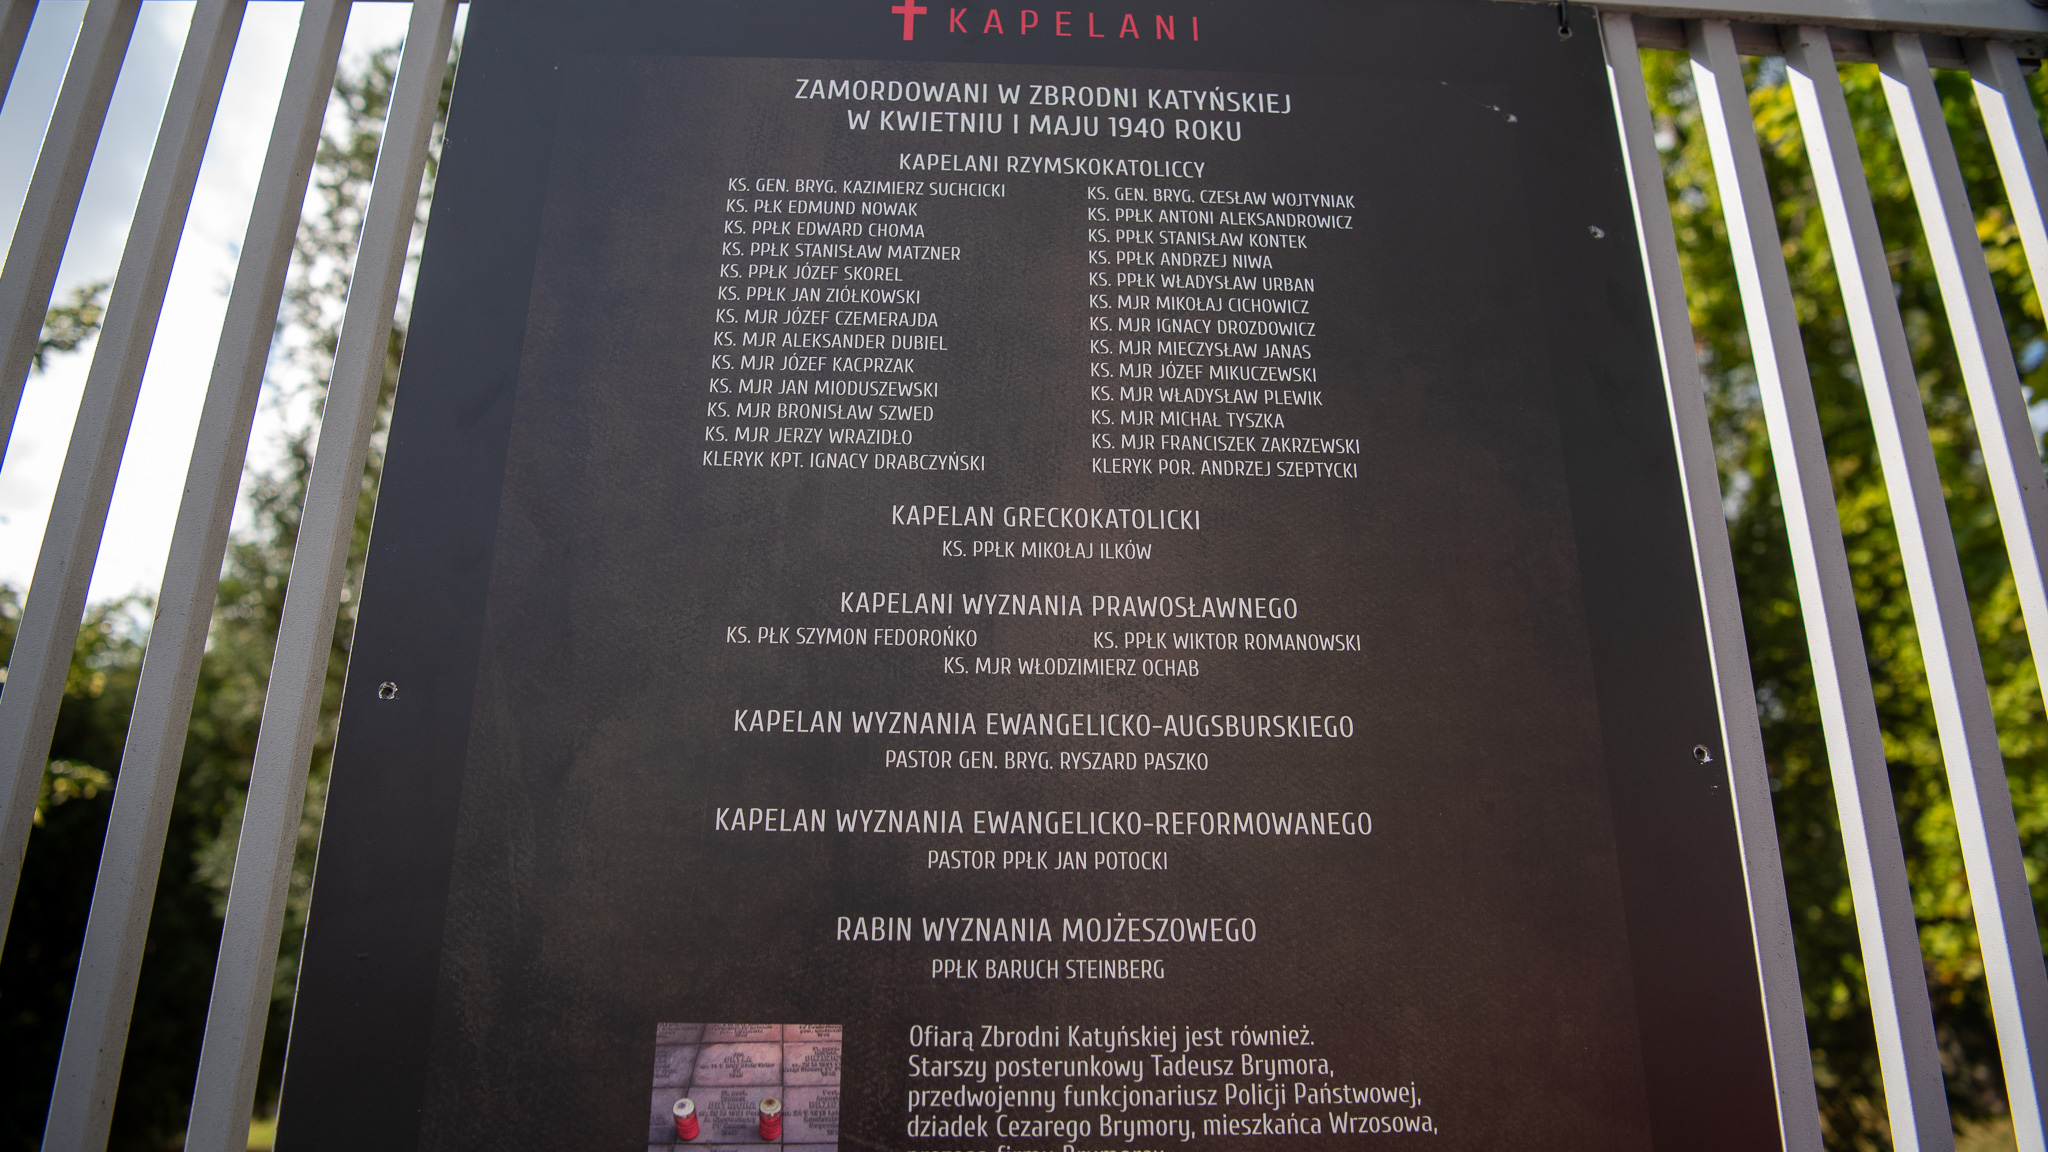 KAPELANI
ZAMORDOWANI W ZBRODNI KATYŃSKIEJ
W KWIETNIU I MAJU 1940 ROKU
KAPELANI RZYMSKOKATOLICCY
KS. GEN. BRYG. KAZIMIERZ SUCHCICKI
KS. PŁK EDMUND NOWAK
KS. PPŁK EDWARD CHOMA
KS. PPŁK STANISŁAW MATZNER
KS. PPŁK JÓZEF SKOREL
KS. PPŁK JAN ZIÓŁKOWSKI
KS. MJR JÓZEF CZEMERAJDA
KS. MJR ALEKSANDER DUBIEL
KS. MJR JÓZEF KACPRZAK
KS. MJR JAN MIODUSZEWSKI
KS. MJR BRONISŁAW SZWED
KS. MJR JERZY WRAZIDŁO
KLERYK KPT. IGNACY DRABCZYŃSKI
KS. GEN. BRYG. CZESŁAW WOJTYNIAK
KS. PPŁK ANTONI ALEKSANDROWICZ
KS. PPŁK STANISŁAW KONTEK
KS. PPŁK ANDRZEJ NIWA
KS. PPŁK WŁADYSŁAW URBAN
KS. MJR MIKOŁAJ CICHOWICZ
KS. MJR IGNACY DROZDOWICZ
KS. MJR MIECZYSŁAW JANAS
KS. MJR JÓZEF MIKUCZEWSKI
KS. MJR WŁADYSŁAW PLEWIK
KS. MJR MICHAŁ TYSZKA
KS. MJR FRANCISZEK ZAKRZEWSKI
KLERYK POR. ANDRZEJ SZEPTYCKI
KAPELAN GRECKOKATOLICKI
KS. PPŁK MIKOŁAJ ILKÓW
KAPELANI WYZNANIA PRAWOSŁAWNEGO
KS. PŁK SZYMON FEDOROŃKO
KS. PPŁK WIKTOR ROMANOWSKI
KS. MJR WŁODZIMIERZ OCHAB
KAPELAN WYZNANIA EWANGELICKO-AUGSBURSKIEGO
PASTOR GEN. BRYG. RYSZARD PASZKO
KAPELAN WYZNANIA EWANGELICKO-REFORMOWANEGO
PASTOR PPŁK JAN POTOCKI
RABIN WYZNANIA MOJŻESZOWEGO
PPŁK BARUCH STEINBERG
Ofiarą Zbrodni Katyńskiej jest również.
Starszy posterunkowy Tadeusz Brymora,
przedwojenny funkcjonariusz Policji Państwowej,
dziadek Cezarego Brymory, mieszkańca Wrzosowa,